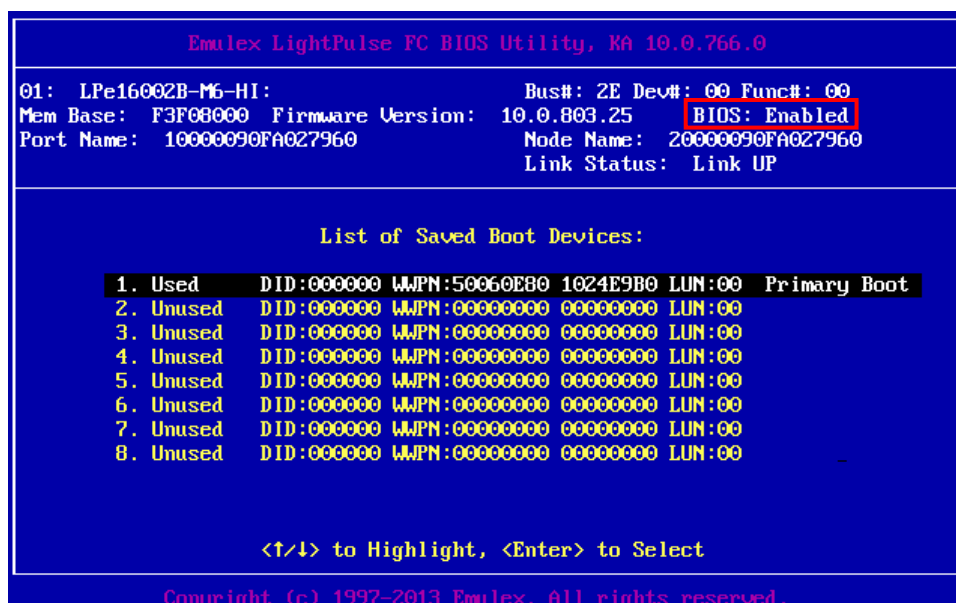 Emulex LightPulse FC BIOS Utility, KA 10.0.766.0
01: LPe16002B-M6-HI: Bus#: 2E Dev#: 00 Func#: 00
Mem Base: F3F08000 Firmware Version: 10.0.803.25 BIOS: Enabled
Port Name: 10000090FA027960 Node Name: 20000090FA027960
Link Status: Link UP
List of Saved Boot Devices:
1. Used DID:000000 WWPN:50060E80 1024E9B0 LUN:00 Primary Boot
2. Unused DID:000000 WWPN:00000000 00000000 LUN:00
3. Unused DID:000000 WWPN:00000000 00000000 LUN:00
4. Unused DID:000000 WWPN:00000000 00000000 LUN:00
5. Unused DID:000000 WWPN:00000000 00000000 LUN:00
6. Unused DID:000000 WWPN:00000000 00000000 LUN:00
7. Unused DID:000000 WWPN:00000000 00000000 LUN:00
8. Unused DID:000000 WWPN:00000000 00000000 LUN:00
<↑/↓> to Highlight, <Enter> to Select
Copyright (c) 1997-2013 Emulex. All rights reserved.